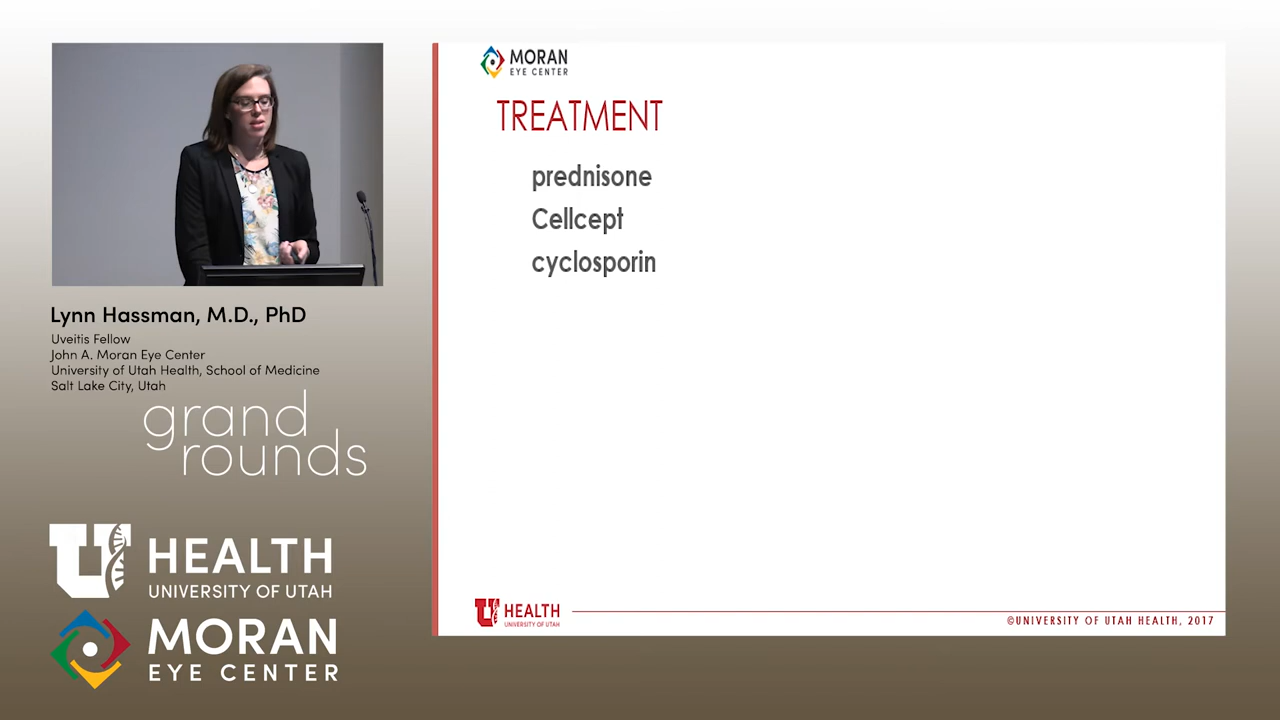 Lynn Hassman, M.D., PhD
Uveitis Fellow
John A. Moran Eye Center
University of Utah Health, School of Medicine
Salt Lake City, Utah
grand
rounds
U HEALTH
UNIVERSITY OF UTAH
MORAN
EYE CENTER
MORAN
EYE CENTER
TREATMENT
prednisone
Cellcept
cyclosporin
U HEALTH
UNIVERSITY OF UTAH
©UNIVERSITY OF UTAH HEALTH, 2017